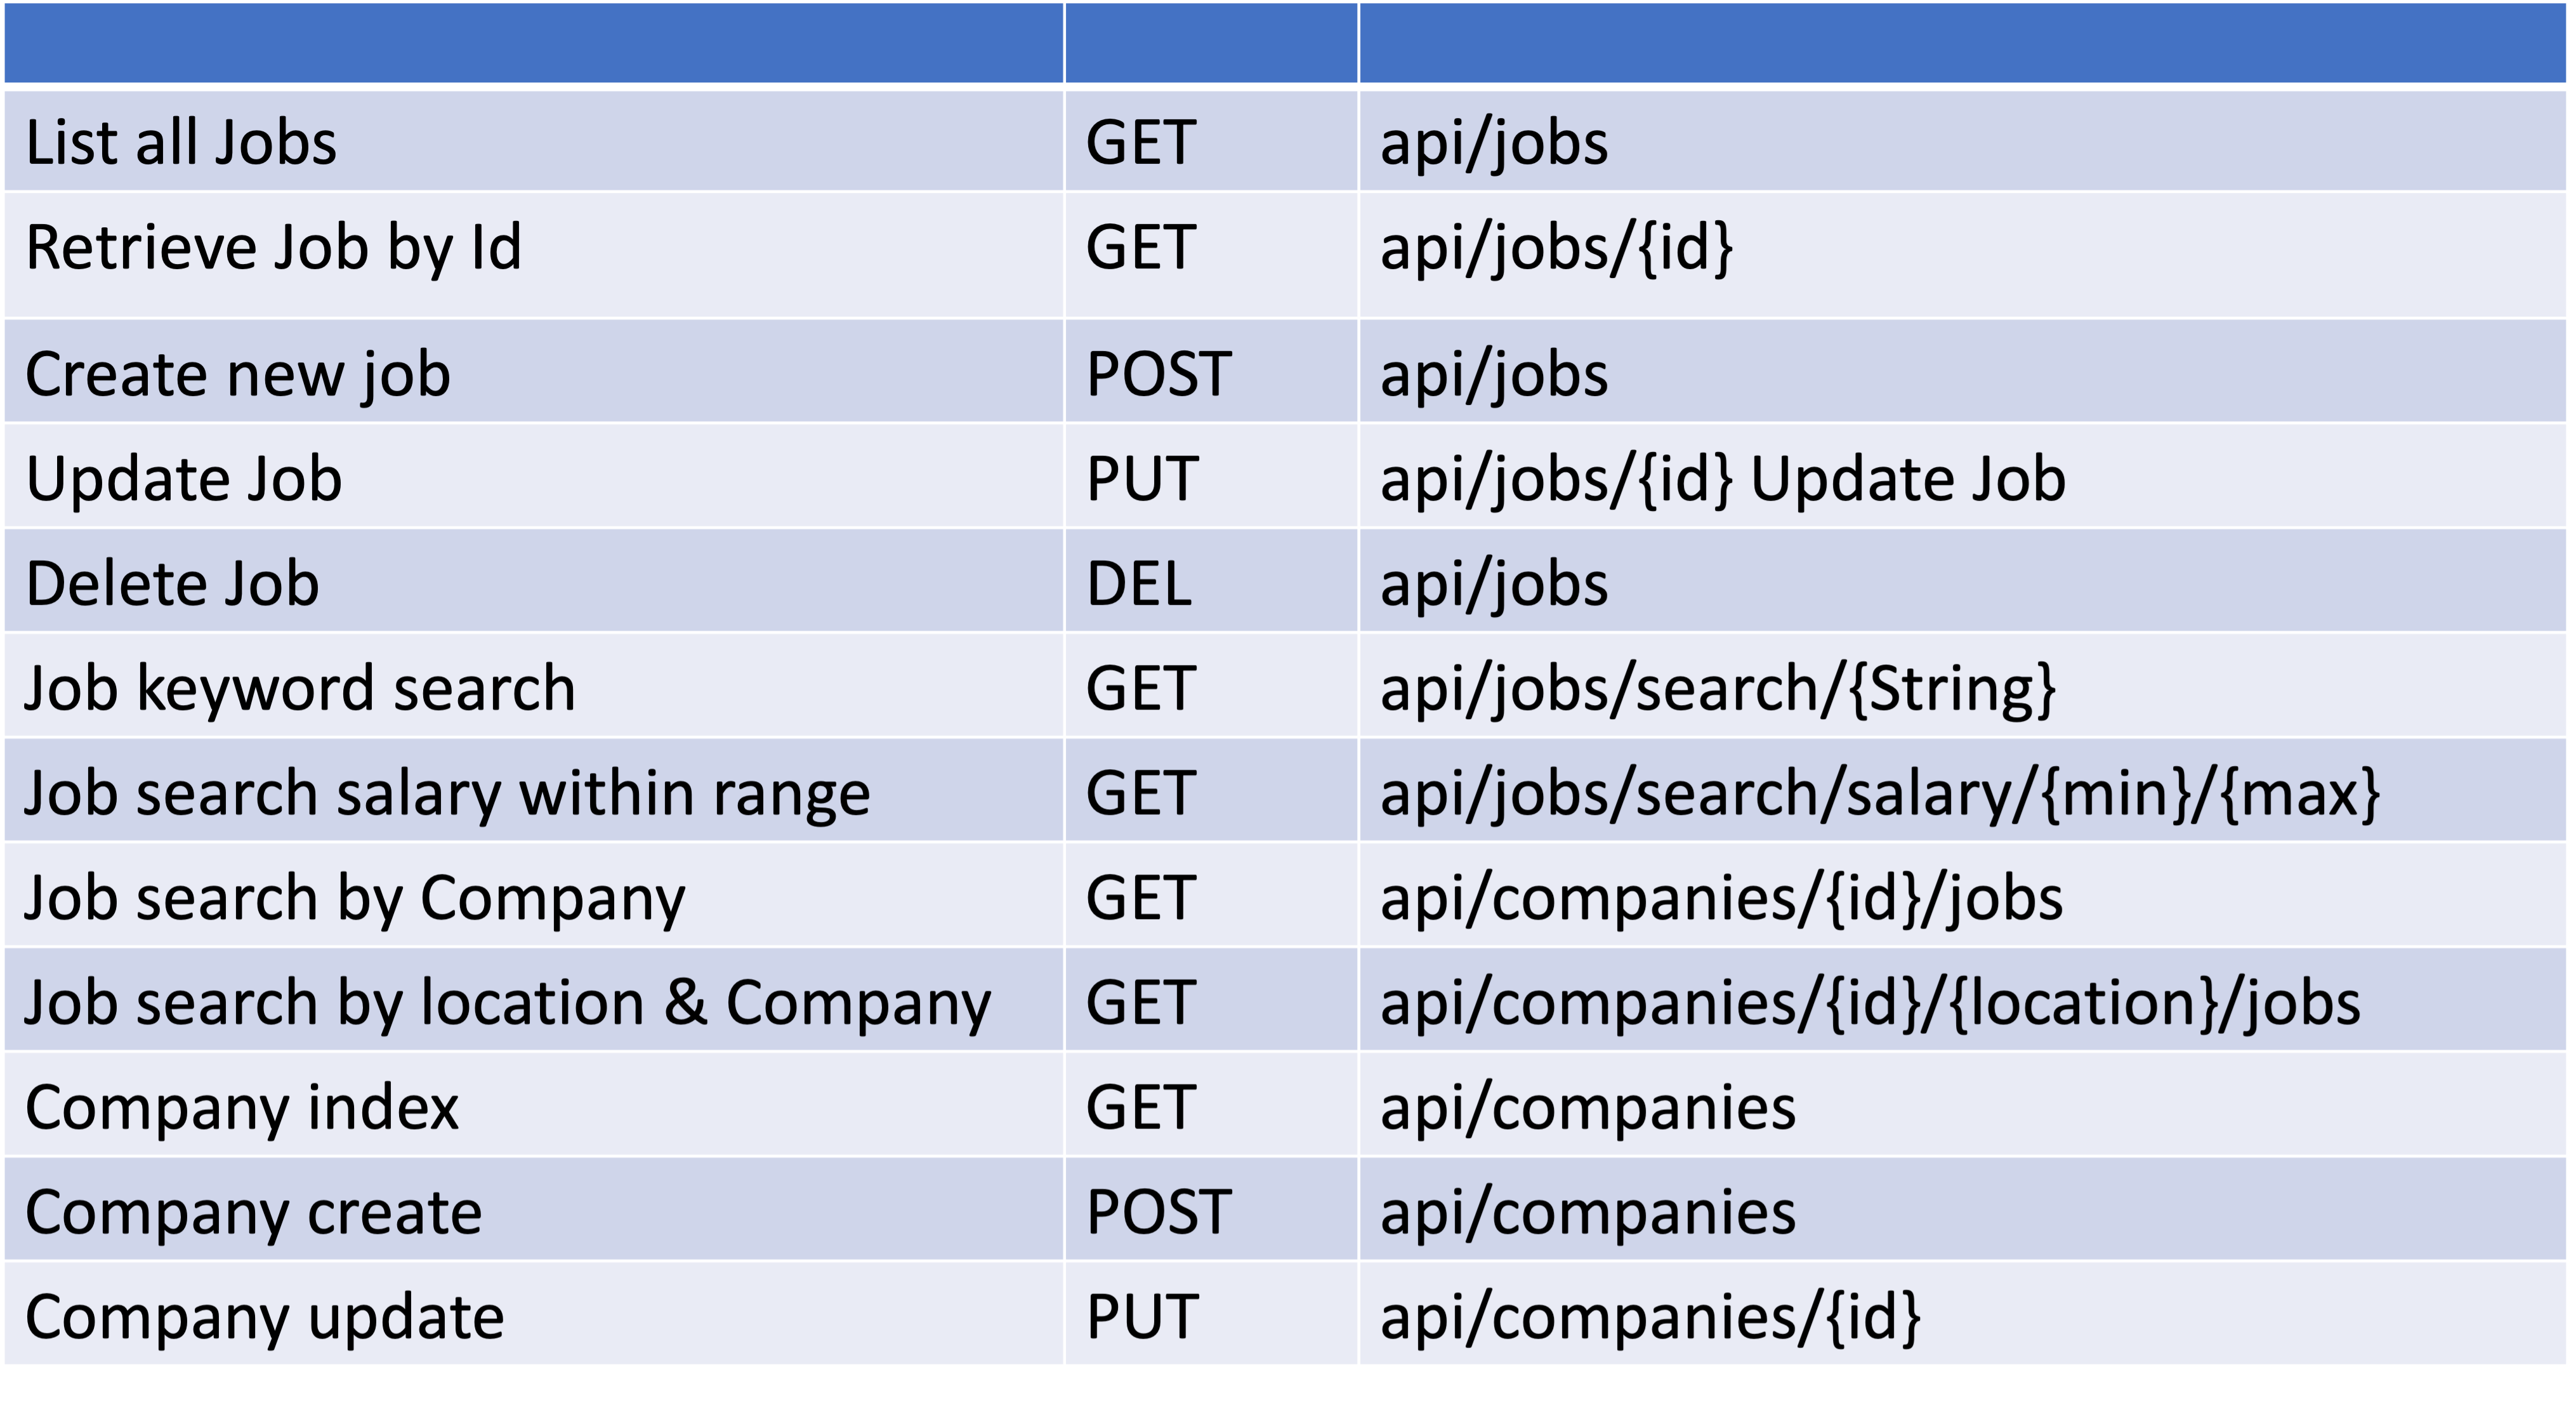 List all Jobs GET api/jobs
Retrieve Job by Id GET api/jobs/{id}
Create new job POST api/jobs
Update Job PUT api/jobs/{id} Update Job
Delete Job DEL api/jobs
Job keyword search GET api/jobs/search/{String}
Job search salary within range GET api/jobs/search/salary/{min}/{max}
Job search by Company GET api/companies/{id}/jobs
Job search by location & Company GET api/companies/{id}/{location}/jobs
Company index GET api/companies
Company create POST api/companies
Company update PUT api/companies/{id}